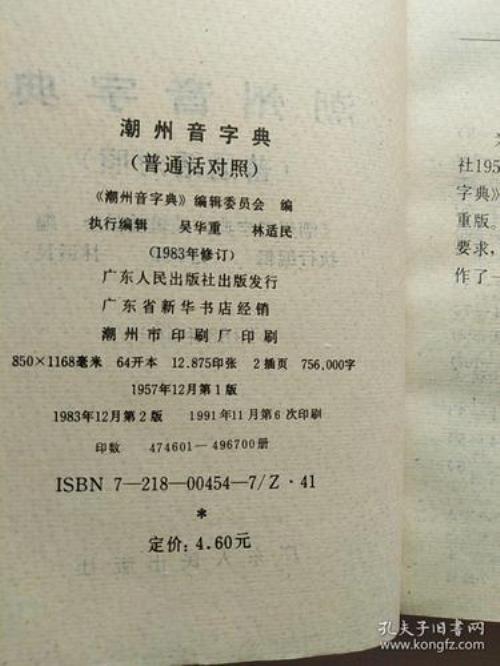 潮州音字典
（普通话对照）
《潮州音字典》编辑委员会 编
执行编辑 吴华重 林适民
（1983年修订）
广东人民出版社出版发行
广东省新华书店经销
潮州市印刷厂印刷
850×1168毫米 64开本 12.875印张 2插页 756,000字
1957年12月第1版
1983年12月第2版 1991年11月第6次印刷
印数 474601—496700册
ISBN 7—218—00454—7/Z·41
*
定价：4.60元
社195
字典》
重版。
要求，
作了一
孔夫子旧书网
kongfz.com